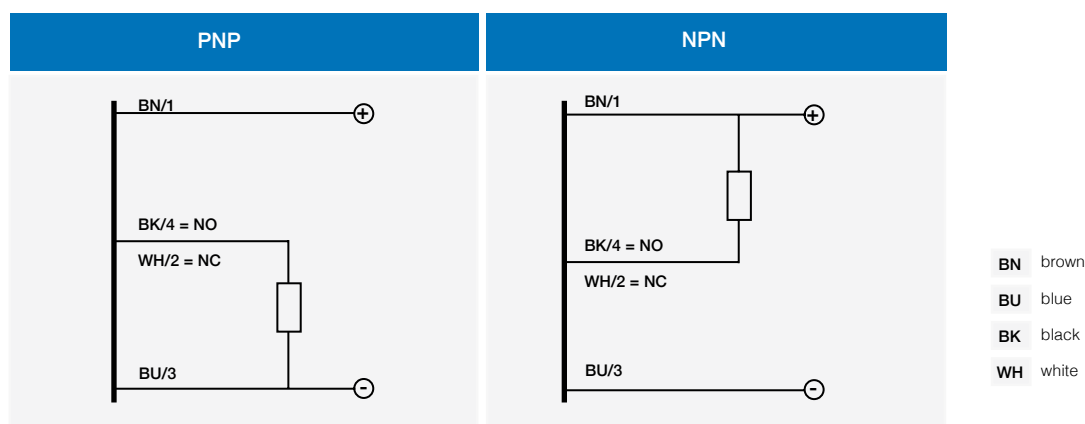 PNP
BN/1
+
BK/4 = NO
WH/2 = NC
BU/3
-
NPN
BN/1
+
BK/4 = NO
WH/2 = NC
BU/3
-
BN brown
BU blue
BK black
WH white